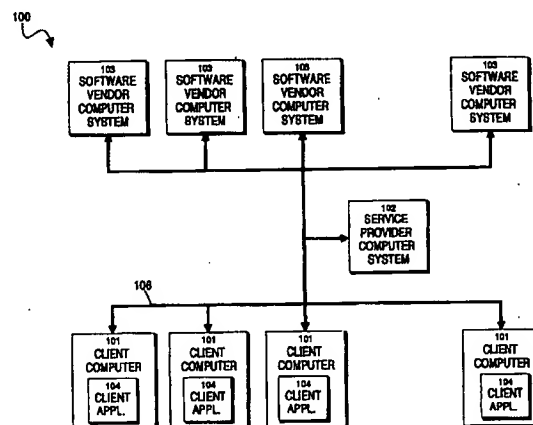 100
103
SOFTWARE
VENDOR
COMPUTER
SYSTEM
103
SOFTWARE
VENDOR
COMPUTER
SYSTEM
103
SOFTWARE
VENDOR
COMPUTER
SYSTEM
103
SOFTWARE
VENDOR
COMPUTER
SYSTEM
102
SERVICE
PROVIDER
COMPUTER
SYSTEM
106
101
CLIENT
COMPUTER
104
CLIENT
APPL.
101
CLIENT
COMPUTER
104
CLIENT
APPL.
101
CLIENT
COMPUTER
104
CLIENT
APPL.
101
CLIENT
COMPUTER
104
CLIENT
APPL.